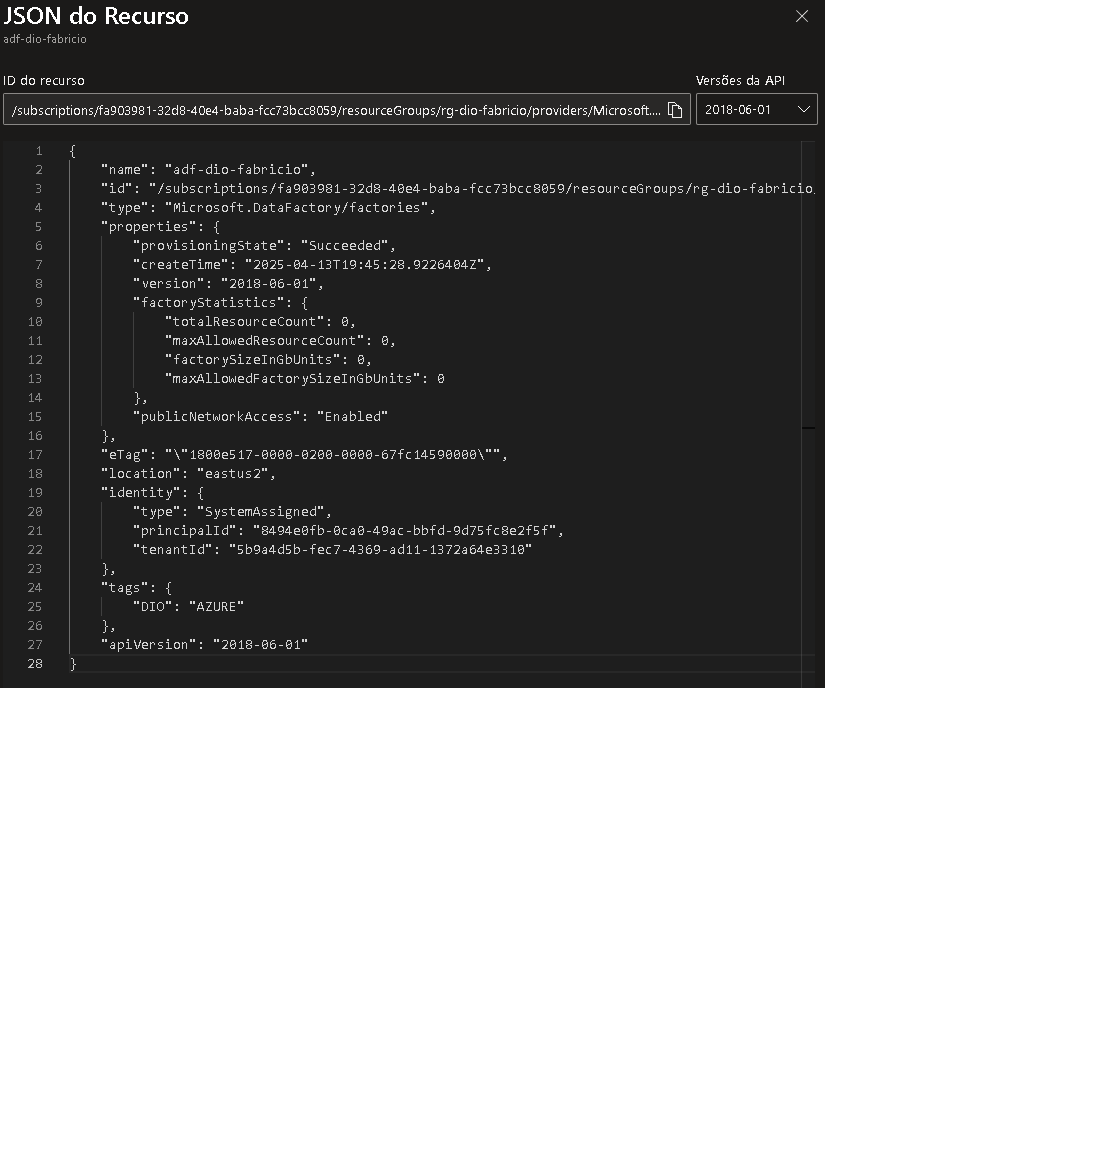 JSON do Recurso
adf-dio-fabricio
ID do recurso
Versões da API
/subscriptions/fa903981-32d8-40e4-baba-fcc73bcc8059/resourceGroups/rg-dio-fabricio/providers/Microsoft....
2018-06-01
1 {
2 "name": "adf-dio-fabricio",
3 "id": "/subscriptions/fa903981-32d8-40e4-baba-fcc73bcc8059/resourceGroups/rg-dio-fabricio/
4 "type": "Microsoft.DataFactory/factories",
5 "properties": {
6 "provisioningState": "Succeeded",
7 "createTime": "2025-04-13T19:45:28.9226404Z",
8 "version": "2018-06-01",
9 "factoryStatistics": {
10 "totalResourceCount": 0,
11 "maxAllowedResourceCount": 0,
12 "factorySizeInGbUnits": 0,
13 "maxAllowedFactorySizeInGbUnits": 0
14 },
15 "publicNetworkAccess": "Enabled"
16 },
17 "eTag": "\"1800e517-0000-0200-0000-67fc14590000\"",
18 "location": "eastus2",
19 "identity": {
20 "type": "SystemAssigned",
21 "principalId": "8494e0fb-0ca0-49ac-bbfd-9d75fc8e2f5f",
22 "tenantId": "5b9a4d5b-fec7-4369-ad11-1372a64e3310"
23 },
24 "tags": {
25 "DIO": "AZURE"
26 },
27 "apiVersion": "2018-06-01"
28 }